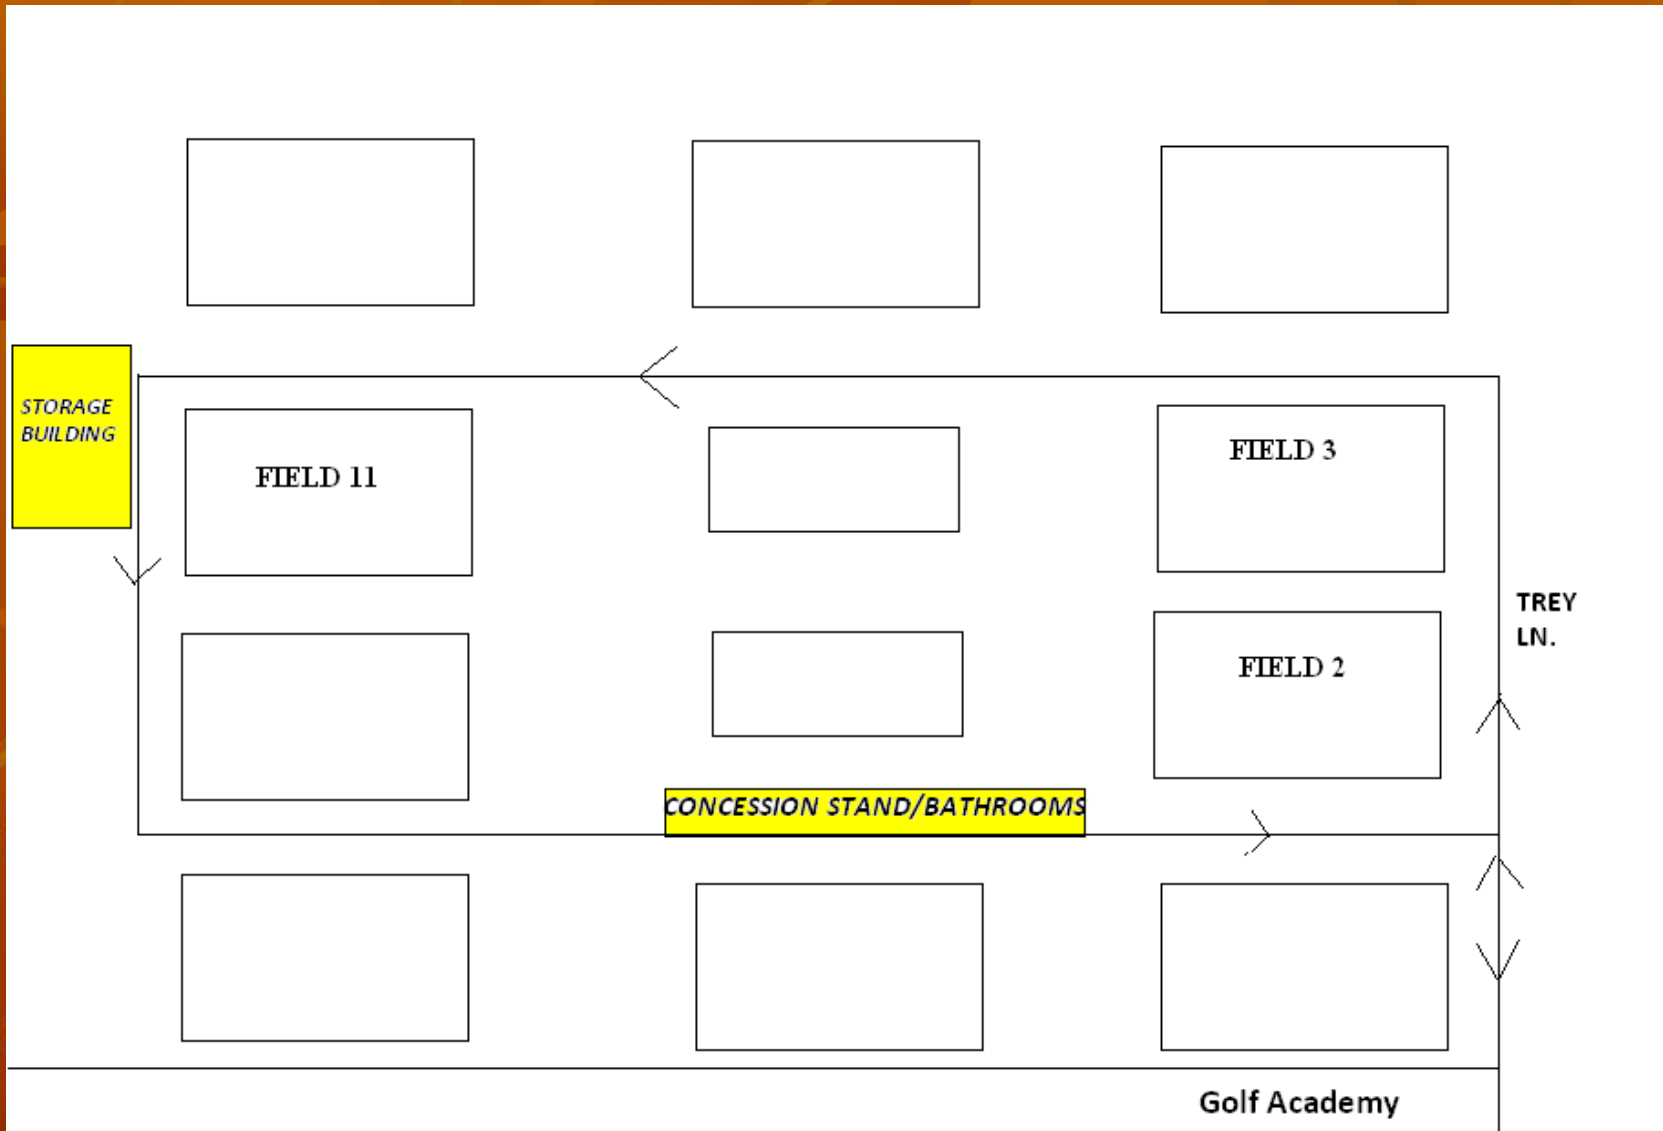 STORAGE
BUILDING
FIELD 11
FIELD 3
TREY
LN.
FIELD 2
CONCESSION STAND/BATHROOMS
Golf Academy